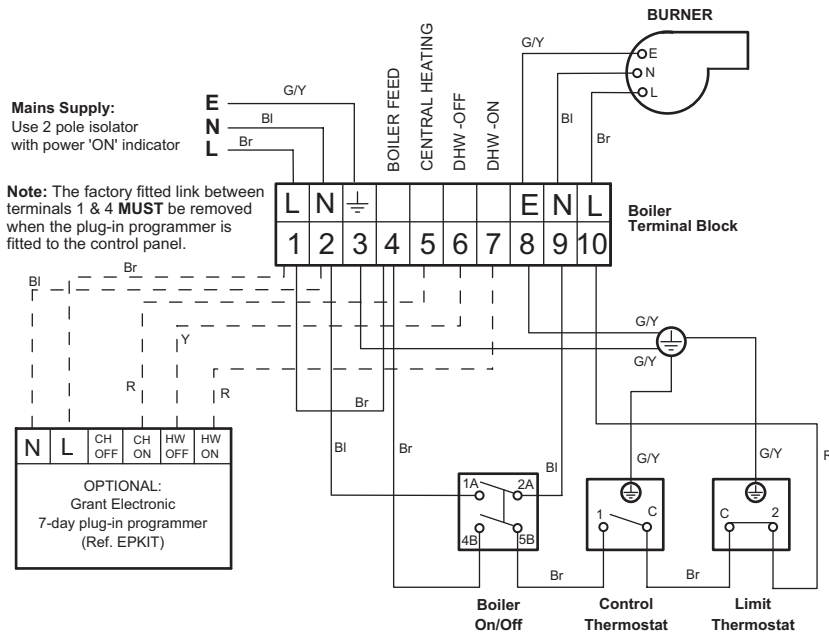 BURNER
G/Y
E
N
L
Mains Supply:
Use 2 pole isolator
with power 'ON' indicator
E
N
L
G/Y
Bl
Br
BOILER FEED
CENTRAL HEATING
DHW -OFF
DHW -ON
Bl
Br
Note: The factory fitted link between
terminals 1 & 4 MUST be removed
when the plug-in programmer is
fitted to the control panel.
L N E N L
1 2 3 4 5 6 7 8 9 10
Boiler
Terminal Block
Br
Bl
Y
R
R
G/Y
G/Y
Br
Bl
Br
Bl
G/Y
G/Y
R
N L CH OFF CH ON HW OFF HW ON
OPTIONAL:
Grant Electronic
7-day plug-in programmer
(Ref. EPKIT)
1A 2A
4B 5B
1 C
C 2
Br
Br
Boiler
On/Off
Control
Thermostat
Limit
Thermostat